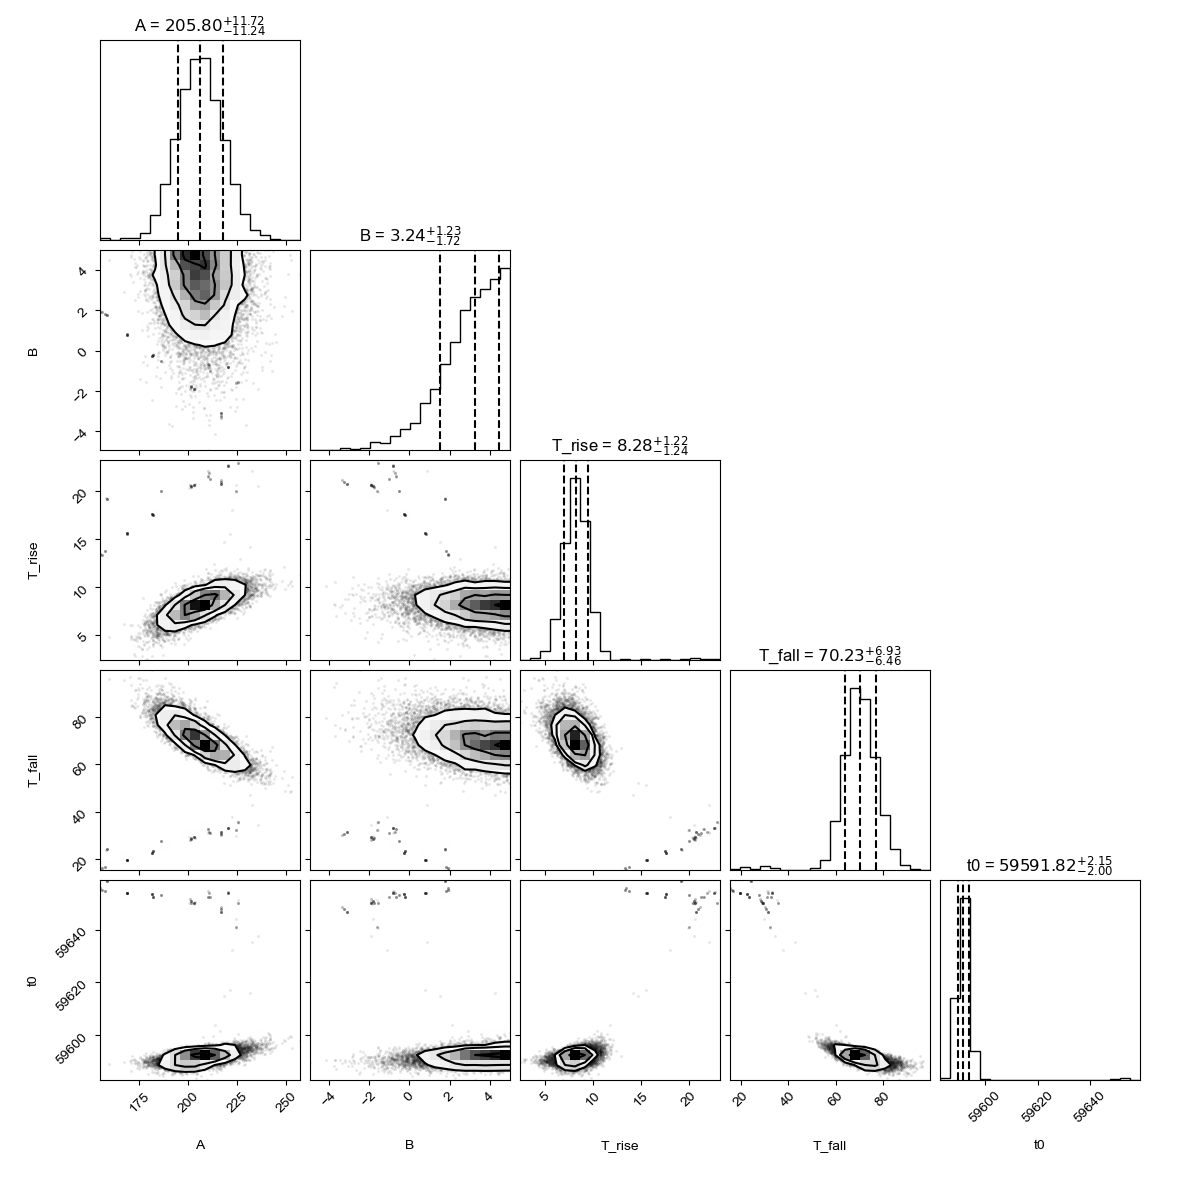 A = 205.80+11.72−11.24
B = 3.24+1.23−1.72
4
2
0
−2
−4
B
T_rise = 8.28+1.22−1.24
20
15
10
5
T_rise
T_fall = 70.23+6.93−6.46
80
60
40
20
T_fall
t0 = 59591.82+2.15−2.00
59640
59620
59600
t0
175 200 225 250
−4 −2 0 2 4
5 10 15 20
20 40 60 80
59600 59620 59640
A B T_rise T_fall t0